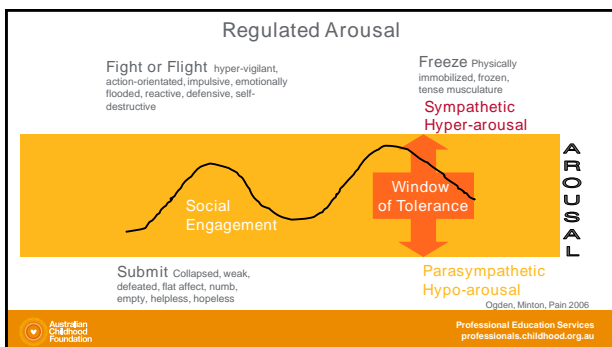 Regulated Arousal
Fight or Flight hyper-vigilant,
action-orientated, impulsive, emotionally
flooded, reactive, defensive, self-
destructive
Freeze Physically
immobilized, frozen,
tense musculature
Sympathetic
Hyper-arousal
Social
Engagement
Window
of Tolerance
AROUSAL
Submit Collapsed, weak,
defeated, flat affect, numb,
empty, helpless, hopeless
Parasympathetic
Hypo-arousal
Ogden, Minton, Pain 2006
Australian
Childhood
Foundation
Professional Education Services
professionals.childhood.org.au